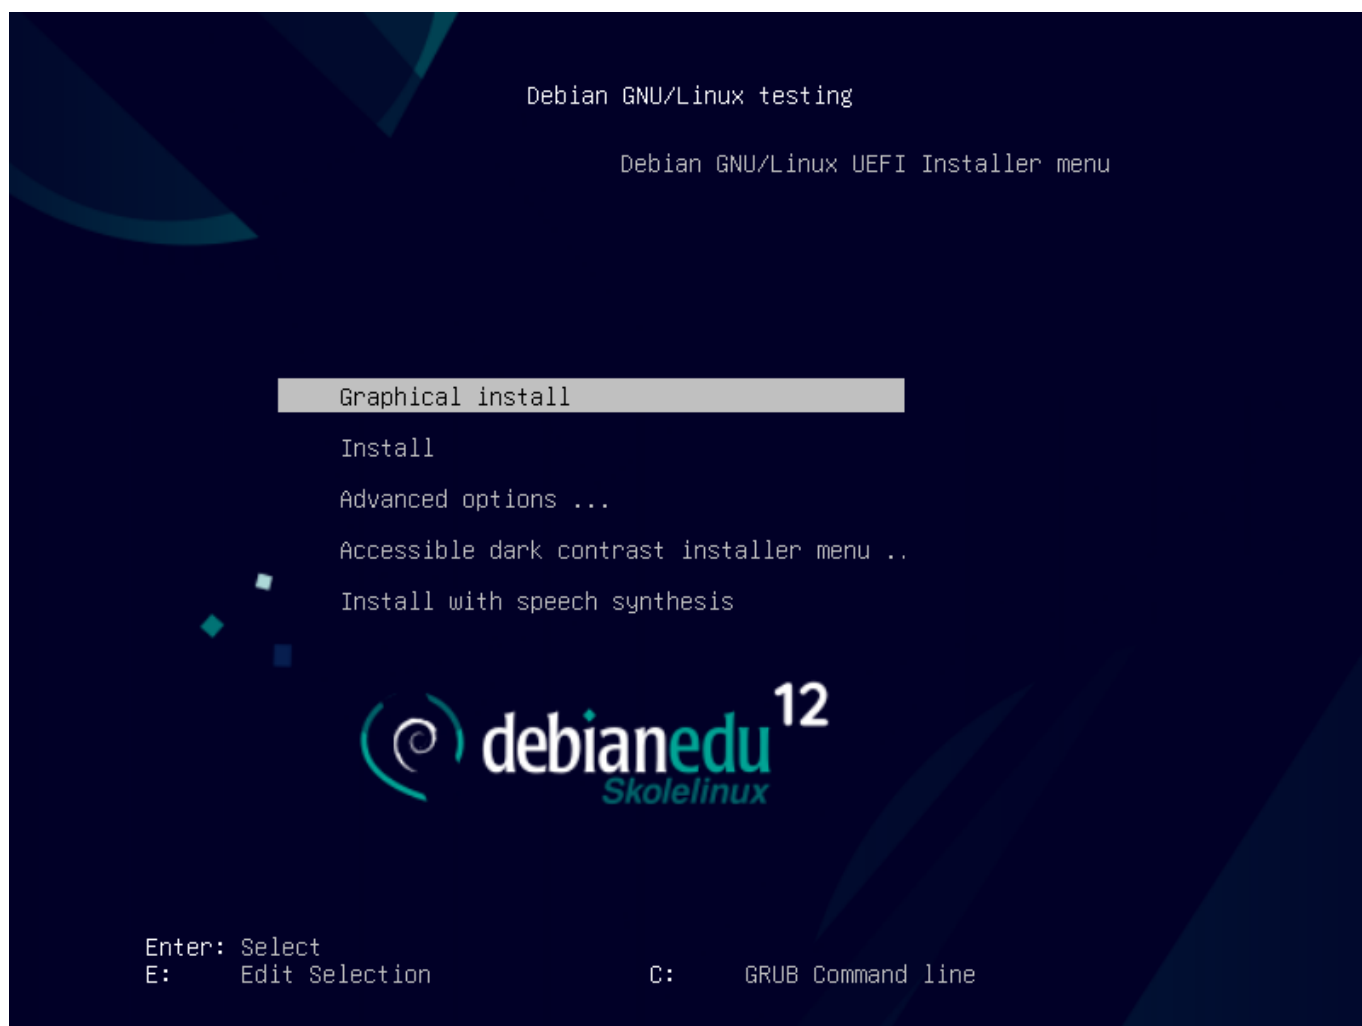 Debian GNU/Linux testing
Debian GNU/Linux UEFI Installer menu
Graphical install
Install
Advanced options ...
Accessible dark contrast installer menu ..
Install with speech synthesis
debianedu 12
Skolelinux
Enter: Select
E: Edit Selection C: GRUB Command line